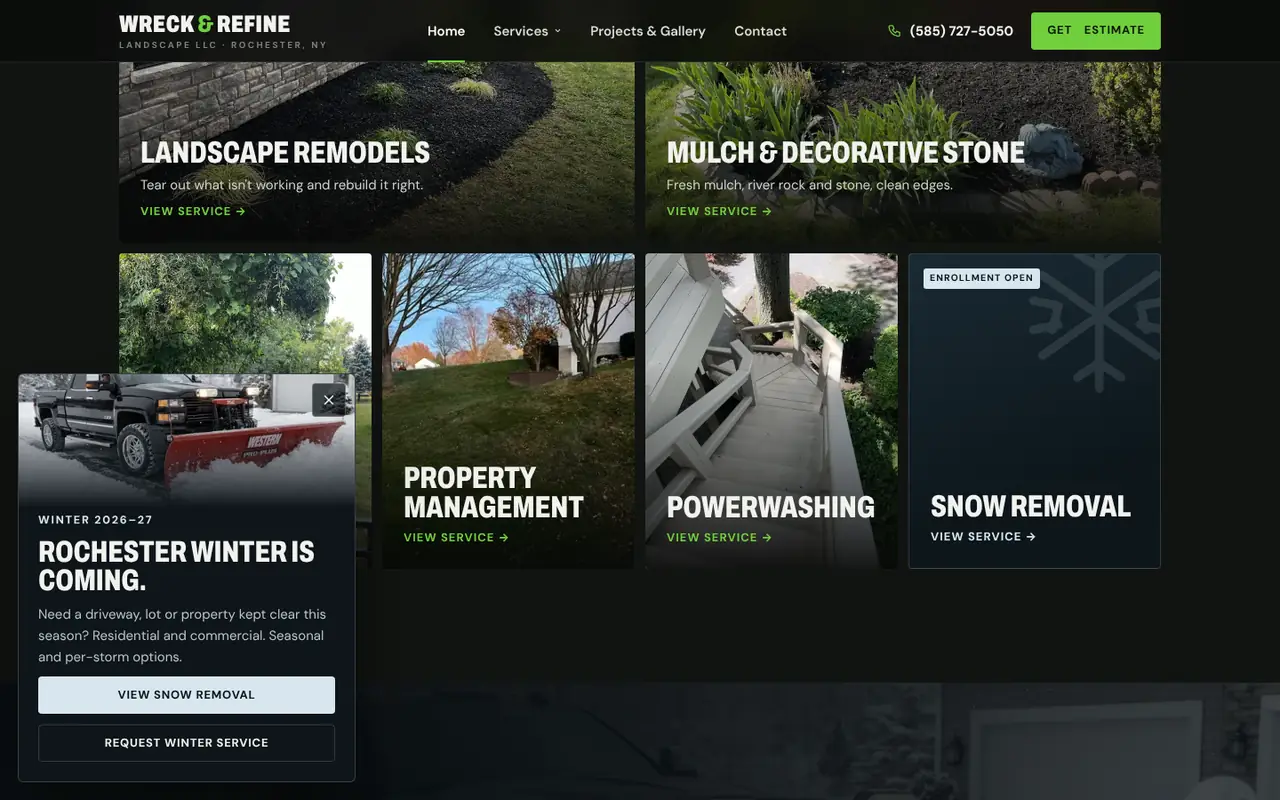 WRECK & REFINE
LANDSCAPE LLC · ROCHESTER, NY
Home
Services
Projects & Gallery
Contact
(585) 727-5050
GET ESTIMATE
LANDSCAPE REMODELS
Tear out what isn't working and rebuild it right.
VIEW SERVICE →
MULCH & DECORATIVE STONE
Fresh mulch, river rock and stone, clean edges.
VIEW SERVICE →
PROPERTY
MANAGEMENT
VIEW SERVICE →
POWERWASHING
VIEW SERVICE →
ENROLLMENT OPEN
SNOW REMOVAL
VIEW SERVICE →
WESTERN
PRO-PLUS
WINTER 2026–27
ROCHESTER WINTER IS
COMING.
Need a driveway, lot or property kept clear this
season? Residential and commercial. Seasonal
and per-storm options.
VIEW SNOW REMOVAL
REQUEST WINTER SERVICE